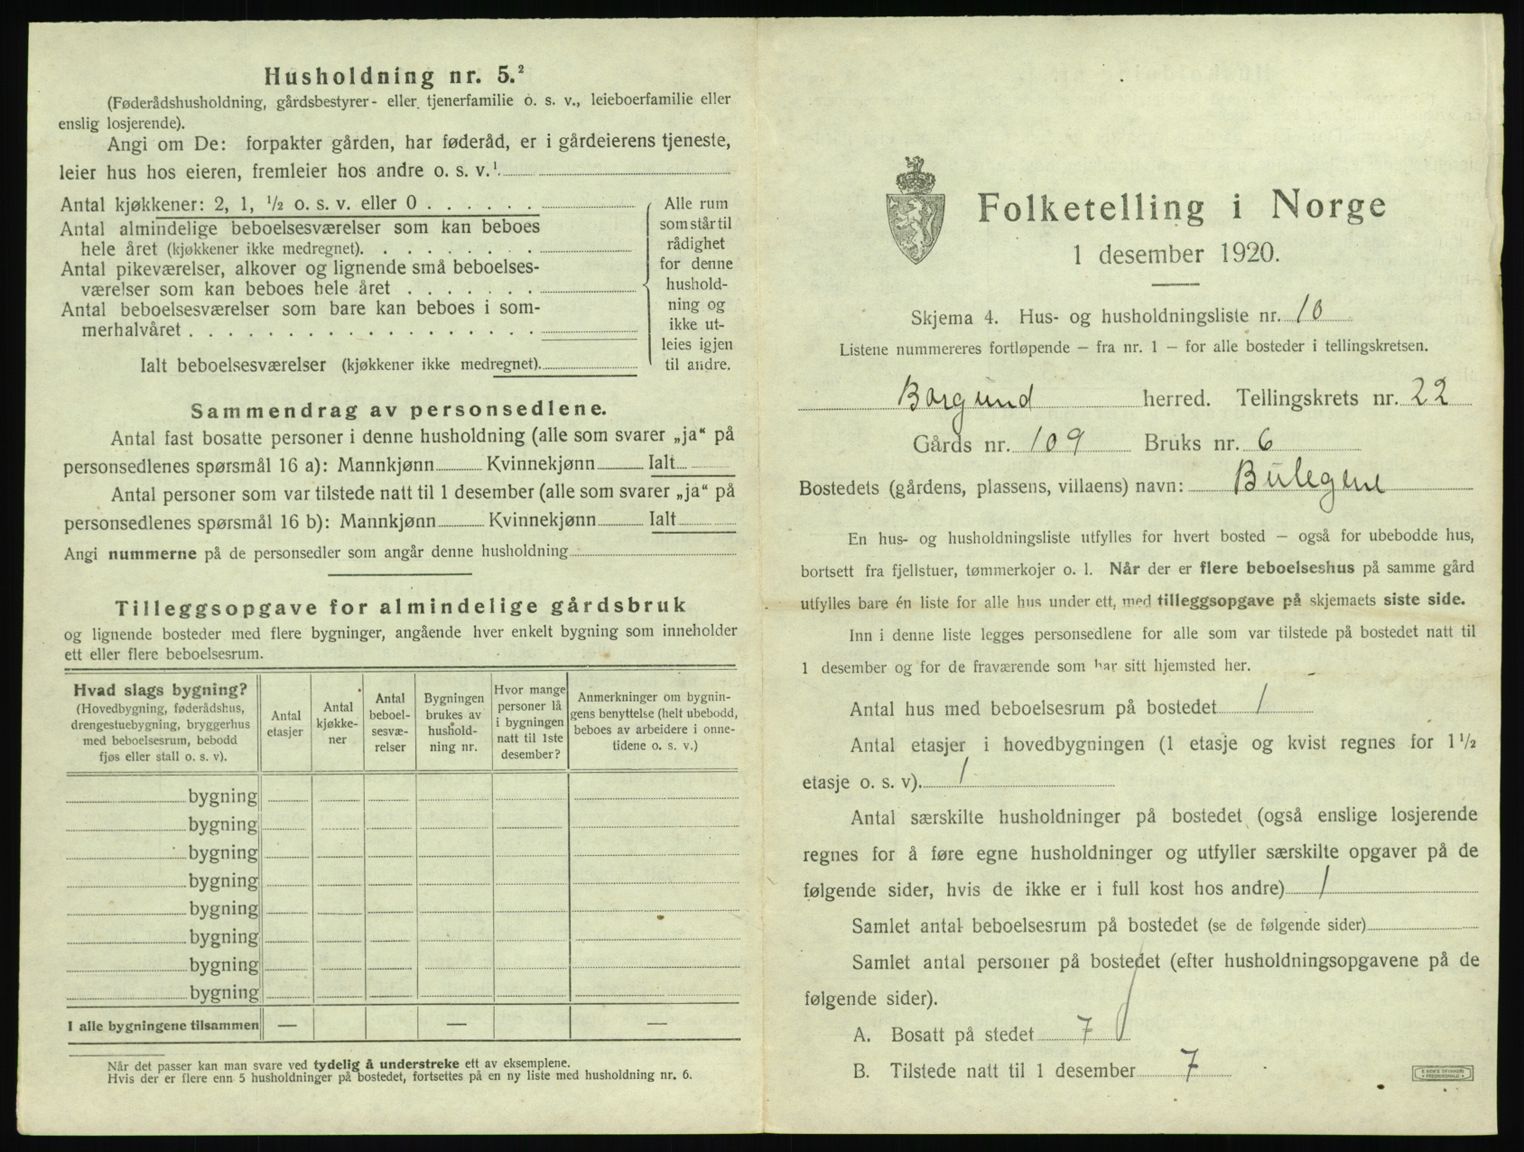 Husholdning nr. 5.²
(Føderådshusholdning, gårdsbestyrer- eller tjenerfamilie o. s. v., leieboerfamilie eller
enslig losjerende).
Angi om De: forpakter gården, har føderåd, er i gårdeierens tjeneste,
leier hus hos eieren, fremleier hos andre o. s. v.¹
Antal kjøkkener: 2, 1, ½ o. s. v. eller 0 . . . . . .
Antal almindelige beboelsesværelser som kan beboes
hele året (kjøkkener ikke medregnet). . . . . . . .
Antal pikeværelser, alkover og lignende små beboelses-
værelser som kan beboes hele året . . . . . . .
Antal beboelsesværelser som bare kan beboes i som-
merhalvåret . . . . . . . . . . . . . . . . . .
Ialt beboelsesværelser (kjøkkener ikke medregnet).
Alle rum
som står til
rådighet
for denne
hushold-
ning og
ikke ut-
leies igjen
til andre.
Sammendrag av personsedlene.
Antal fast bosatte personer i denne husholdning (alle som svarer „ja“ på
personsedlenes spørsmål 16 a): Mannkjønn Kvinnekjønn Ialt
Antal personer som var tilstede natt til 1 desember (alle som svarer „ja“ på
personsedlenes spørsmål 16 b): Mannkjønn Kvinnekjønn Ialt
Angi nummerne på de personsedler som angår denne husholdning
Tilleggsopgave for almindelige gårdsbruk
og lignende bosteder med flere bygninger, angående hver enkelt bygning som inneholder
ett eller flere beboelsesrum.
Hvad slags bygning?
(Hovedbygning, føderådshus,
drengestuebygning, bryggerhus
med beboelsesrum, bebodd
fjøs eller stall o. s. v).
Antal
etasjer
Antal
kjøkke-
ner
Antal
beboel-
sesvæ-
relser
Bygningen
brukes av
hushold-
ning nr.
Hvor mange
personer lå
i bygningen
natt til 1ste
desember?
Anmerkninger om bygnin-
gens benyttelse (helt ubebodd,
beboes av arbeidere i onne-
tidene o. s. v.)
bygning
bygning
bygning
bygning
bygning
bygning
bygning
bygning
I alle bygningene tilsammen — — —
Når det passer kan man svare ved tydelig å understreke ett av eksemplene.
Hvis der er flere enn 5 husholdninger på bostedet, fortsettes på en ny liste med husholdning nr. 6.
Folketelling i Norge
1 desember 1920.
Skjema 4. Hus- og husholdningsliste nr. 10
Listene nummereres fortløpende — fra nr. 1 — for alle bosteder i tellingskretsen.
Borgund herred. Tellingskrets nr. 22
Gårds nr. 109 Bruks nr. 6
Bostedets (gårdens, plassens, villaens) navn: Bulegene
En hus- og husholdningsliste utfylles for hvert bosted — også for ubebodde hus,
bortsett fra fjellstuer, tømmerkojer o. l. Når der er flere beboelseshus på samme gård
utfylles bare én liste for alle hus under ett, med tilleggsopgave på skjemaets siste side.
Inn i denne liste legges personsedlene for alle som var tilstede på bostedet natt til
1 desember og for de fraværende som har sitt hjemsted her.
Antal hus med beboelsesrum på bostedet 1
Antal etasjer i hovedbygningen (1 etasje og kvist regnes for 1½
etasje o. s. v). 1
Antal særskilte husholdninger på bostedet (også enslige losjerende
regnes for å føre egne husholdninger og utfyller særskilte opgaver på de
følgende sider, hvis de ikke er i full kost hos andre) 1
Samlet antal beboelsesrum på bostedet (se de følgende sider)
Samlet antal personer på bostedet (efter husholdningsopgavene på de
følgende sider).
A. Bosatt på stedet 7
B. Tilstede natt til 1 desember 7